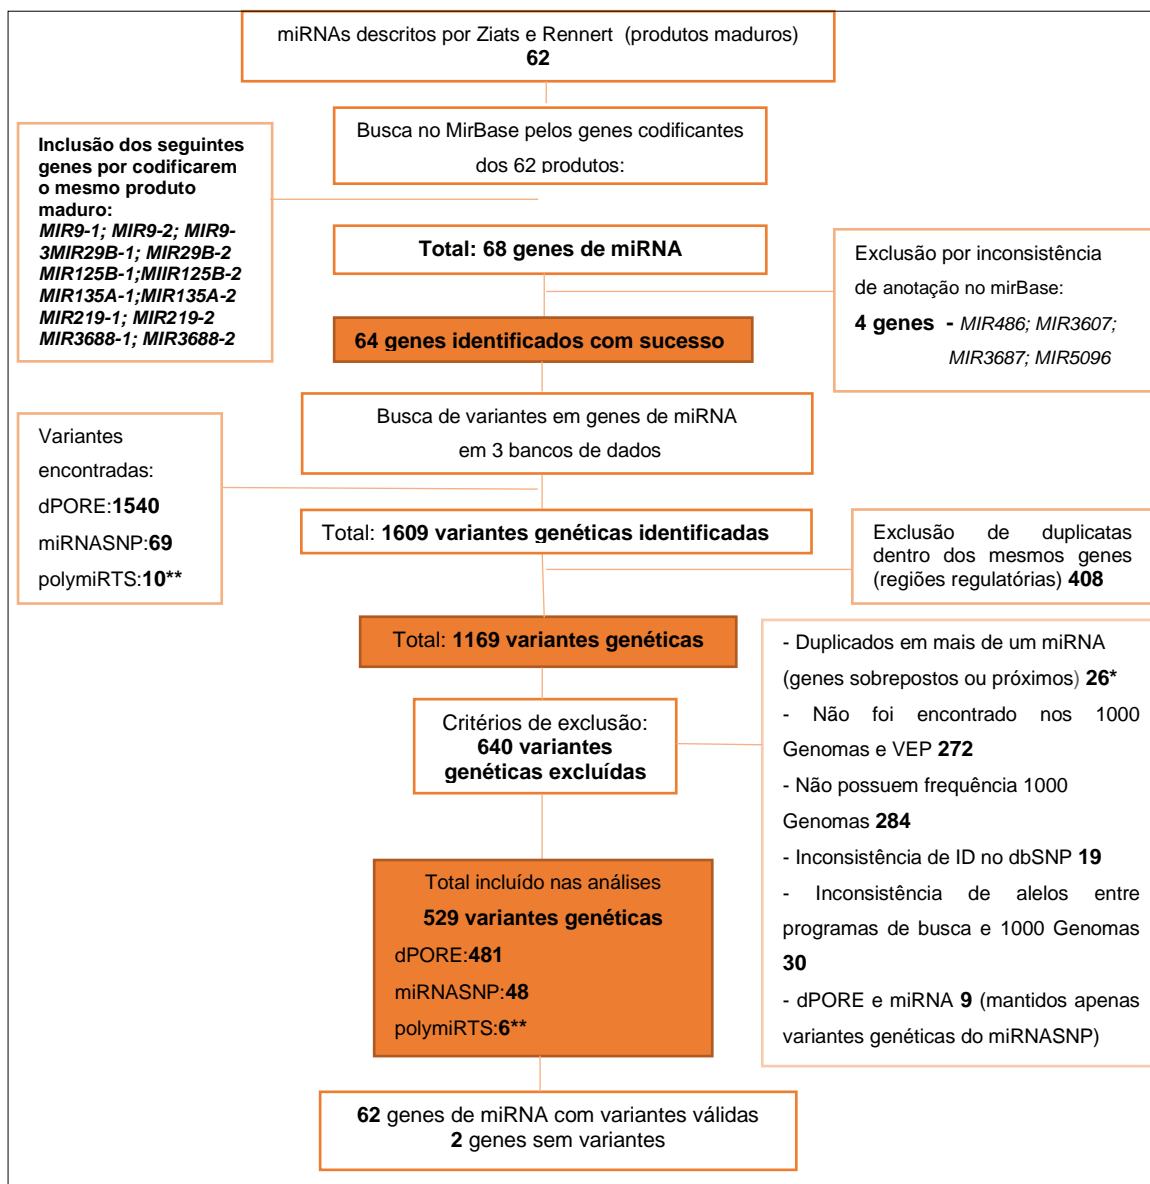 miRNAs descritos por Ziats e Rennert (produtos maduros)
62
Busca no MirBase pelos genes codificantes
dos 62 produtos:
Inclusão dos seguintes
genes por codificarem
o mesmo produto
maduro:
MIR9-1; MIR9-2; MIR9-
3MIR29B-1; MIR29B-2
MIR125B-1;MIIR125B-2
MIR135A-1;MIR135A-2
MIR219-1; MIR219-2
MIR3688-1; MIR3688-2
Total: 68 genes de miRNA
Exclusão por inconsistência
de anotação no mirBase:
4 genes - MIR486; MIR3607;
MIR3687; MIR5096
64 genes identificados com sucesso
Busca de variantes em genes de miRNA
em 3 bancos de dados
Variantes
encontradas:
dPORE:1540
miRNASNP:69
polymiRTS:10**
Total: 1609 variantes genéticas identificadas
Exclusão de duplicatas
dentro dos mesmos genes
(regiões regulatórias) 408
Total: 1169 variantes genéticas
- Duplicados em mais de um miRNA
(genes sobrepostos ou próximos) 26*
- Não foi encontrado nos 1000
Genomas e VEP 272
- Não possuem frequência 1000
Genomas 284
- Inconsistência de ID no dbSNP 19
- Inconsistência de alelos entre
programas de busca e 1000 Genomas
30
- dPORE e miRNA 9 (mantidos apenas
variantes genéticas do miRNASNP)
Critérios de exclusão:
640 variantes
genéticas excluídas
Total incluído nas análises
529 variantes genéticas
dPORE:481
miRNASNP:48
polymiRTS:6**
62 genes de miRNA com variantes válidas
2 genes sem variantes